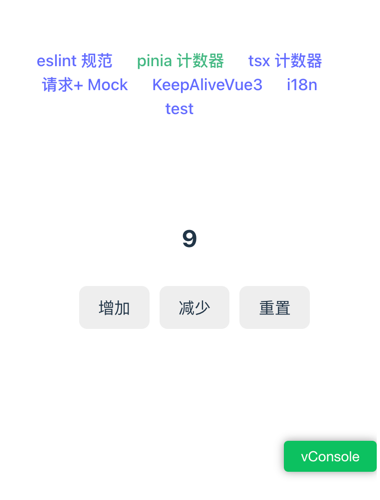 eslint 规范 pinia 计数器 tsx 计数器
请求+ Mock KeepAliveVue3 i18n
test
9
增加 减少 重置
vConsole